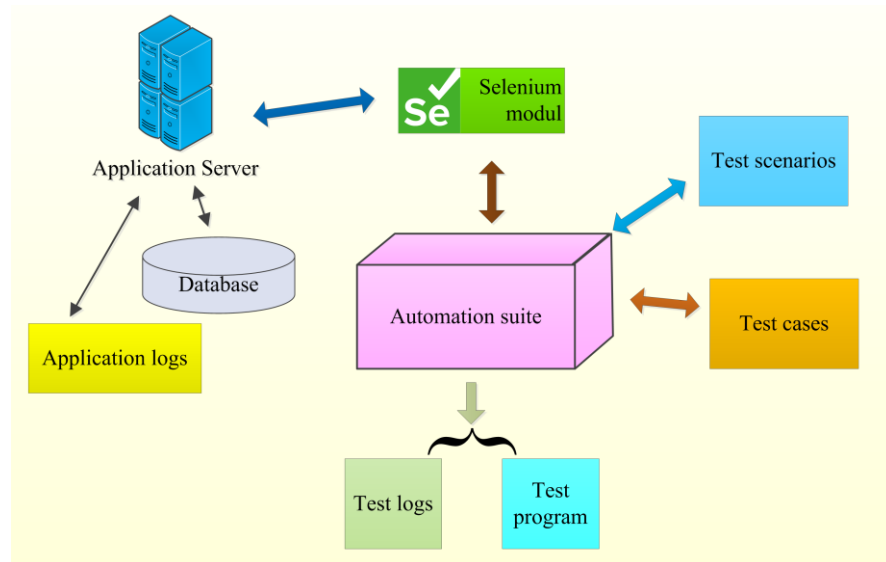 Se
Selenium
modul
Application Server
Test scenarios
Database
Automation suite
Test cases
Application logs
Test logs
Test
program